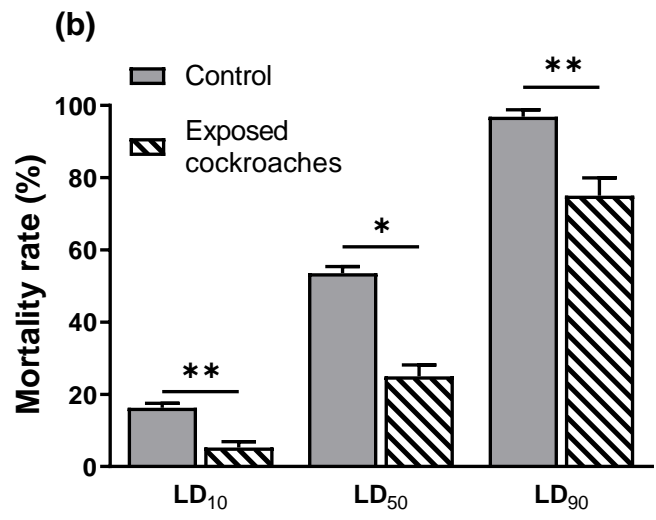 (b)
Control
Exposed
cockroaches
Mortality rate (%)
100
80
60
40
20
0
**
*
**
LD10
LD50
LD90